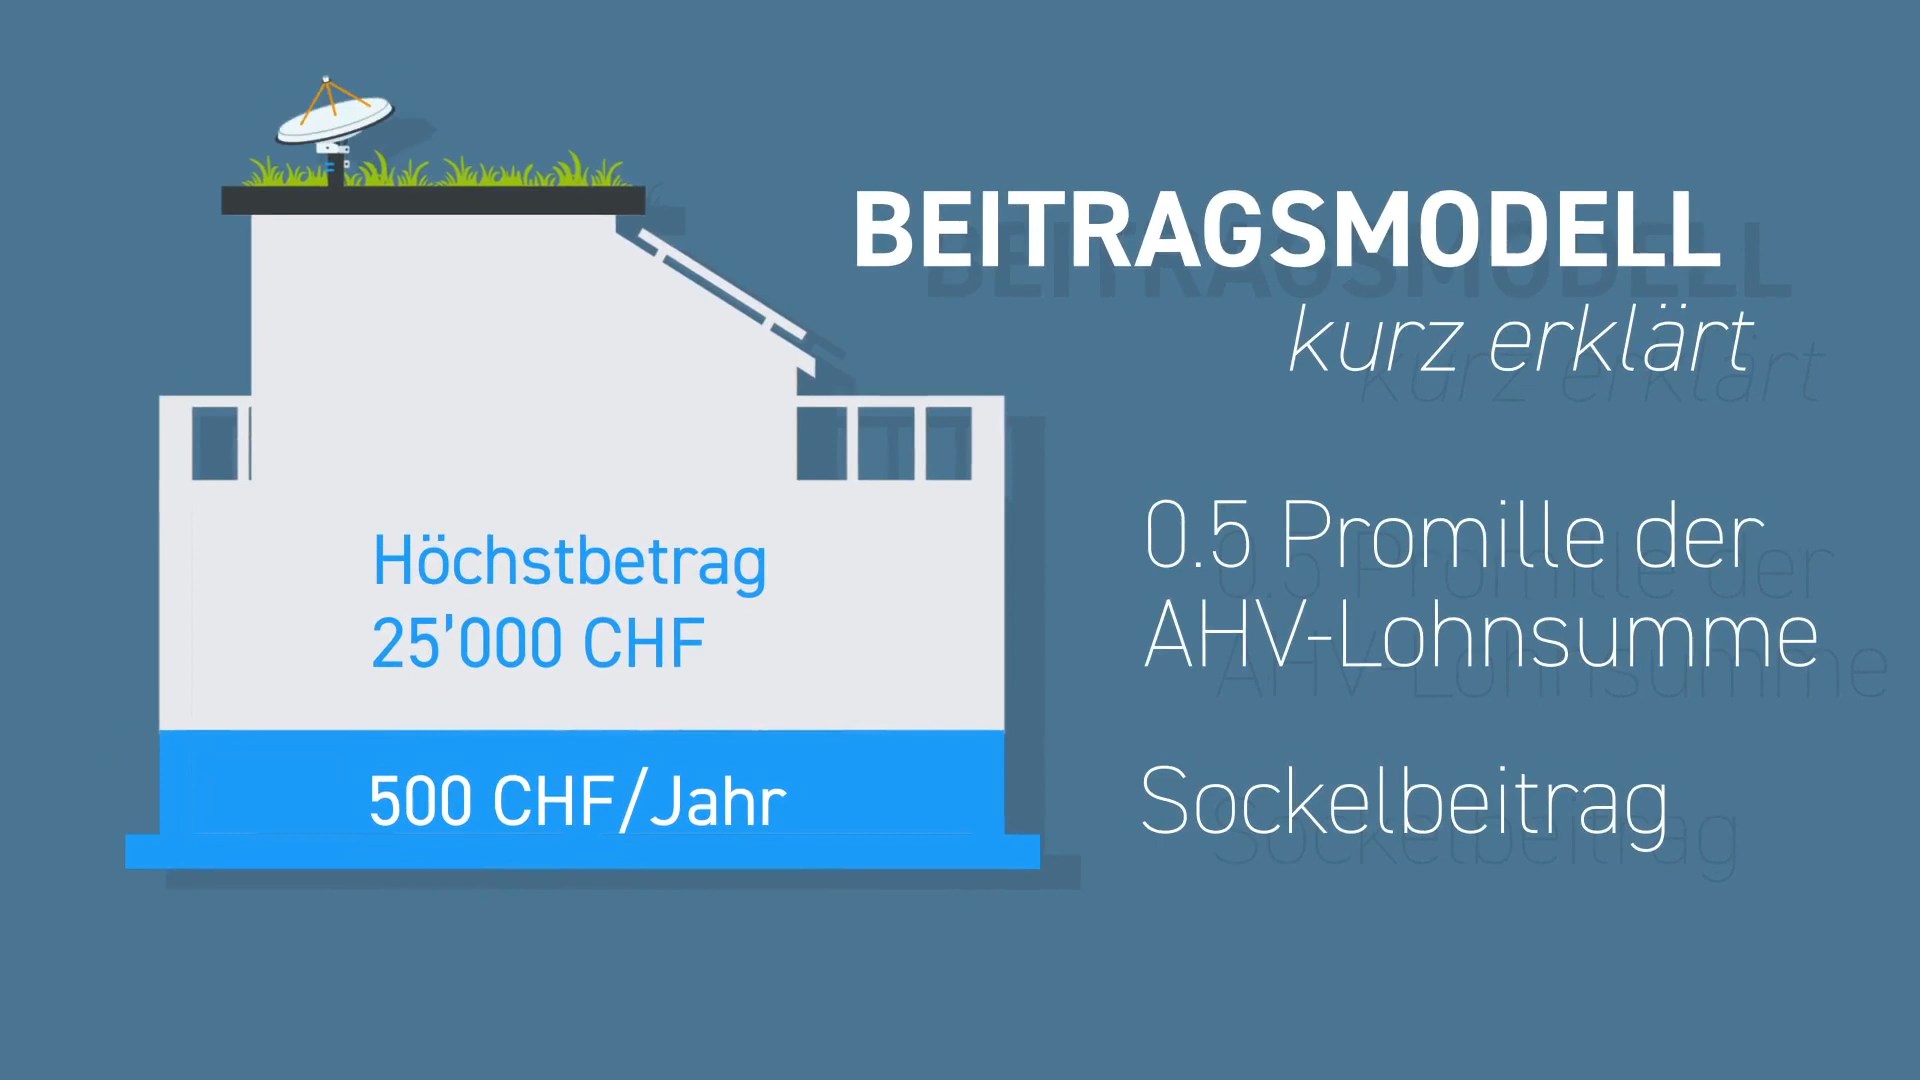 BEITRAGSMODELL
kurz erklärt
Höchstbetrag
25’000 CHF
0.5 Promille der
AHV-Lohnsumme
500 CHF/Jahr
Sockelbeitrag